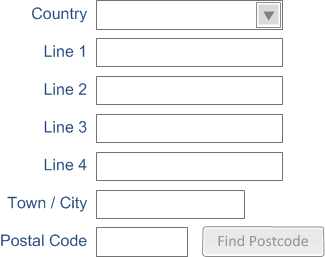 Country
Line 1
Line 2
Line 3
Line 4
Town / City
Postal Code Find Postcode